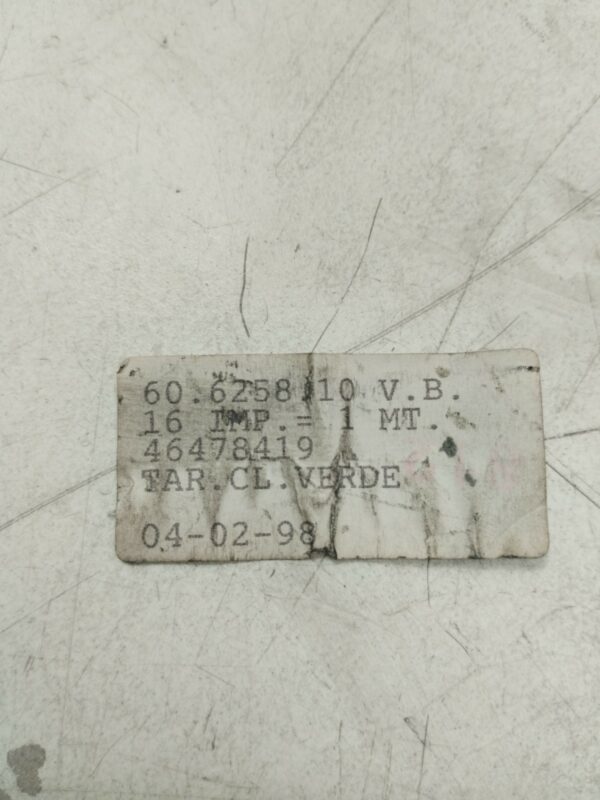 60.6258.10 V.B.
16 IMP.= 1 MT.
46478419
TAR.CL.VERDE
04-02-98